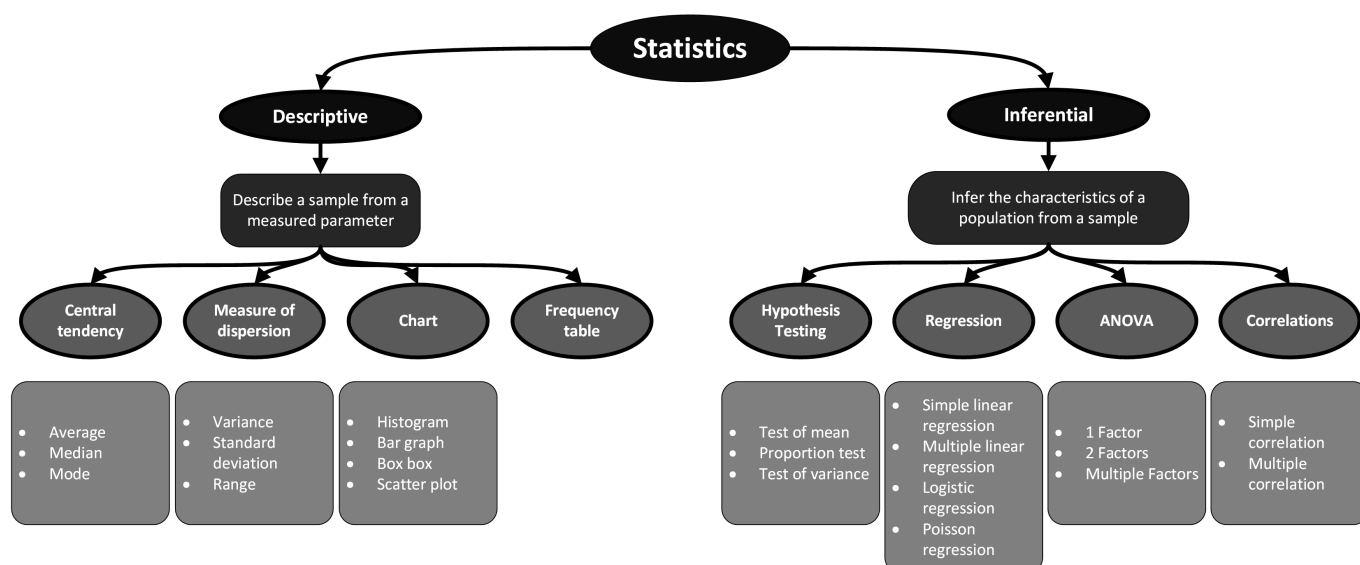 Statistics
Descriptive
Inferential
Describe a sample from a
measured parameter
Infer the characteristics of a
population from a sample
Central
tendency
Measure of
dispersion
Chart
Frequency
table
Hypothesis
Testing
Regression
ANOVA
Correlations
• Average
• Median
• Mode
• Variance
• Standard
deviation
• Range
• Histogram
• Bar graph
• Box box
• Scatter plot
• Test of mean
• Proportion test
• Test of variance
• Simple linear
regression
• Multiple linear
regression
• Logistic
regression
• Poisson
regression
• 1 Factor
• 2 Factors
• Multiple Factors
• Simple
correlation
• Multiple
correlation